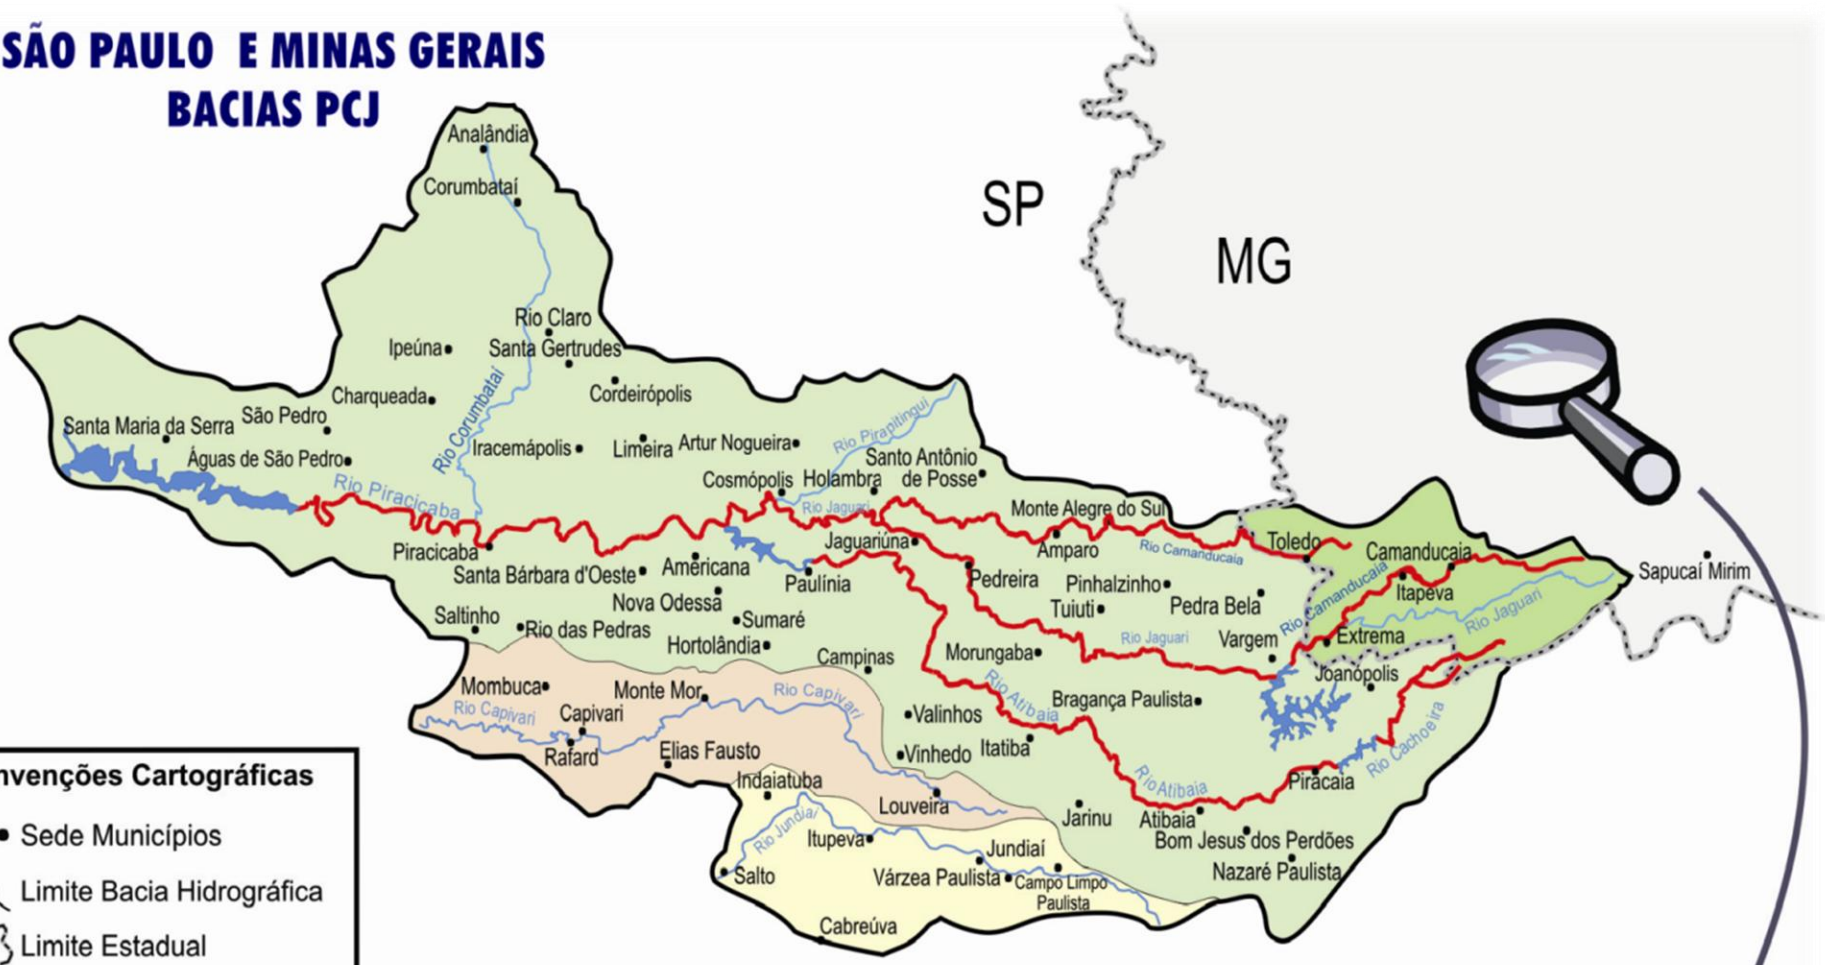 SÃO PAULO E MINAS GERAIS
BACIAS PCJ
SP
MG
Analândia
Corumbataí
Rio Claro
Ipeúna
Santa Gertrudes
Charqueada
Rio Corumbataí
Cordeirópolis
Santa Maria da Serra
São Pedro
Iracemápolis
Limeira
Artur Nogueira
Rio Pirapitingui
Águas de São Pedro
Santo Antônio
de Posse
Cosmópolis
Holambra
Rio Piracicaba
Rio Jaguari
Monte Alegre do Sul
Piracicaba
Jaguariúna
Amparo
Rio Camanducaia
Toledo
Camanducaia
Sapucaí Mirim
Santa Bárbara d'Oeste
Americana
Paulínia
Pedreira
Pinhalzinho
Pedra Bela
Rio Camanducaia
Itapeva
Rio Jaguari
Nova Odessa
Tuiuti
Saltinho
Rio das Pedras
Sumaré
Hortolândia
Rio Jaguari
Vargem
Extrema
Campinas
Morungaba
Joanópolis
Mombuca
Monte Mor
Rio Capivari
Rio Atibaia
Bragança Paulista
Rio Capivari
Capivari
Valinhos
Rafard
Elias Fausto
Vinhedo
Itatiba
Rio Cachoeira
Indaiatuba
Rio Atibaia
Piracaia
Louveira
Jarinu
Atibaia
Rio Jundiaí
Itupeva
Bom Jesus dos Perdões
Jundiaí
Nazaré Paulista
Salto
Várzea Paulista
Campo Limpo
Paulista
Cabreúva
nvenções Cartográficas
Sede Municípios
Limite Bacia Hidrográfica
Limite Estadual